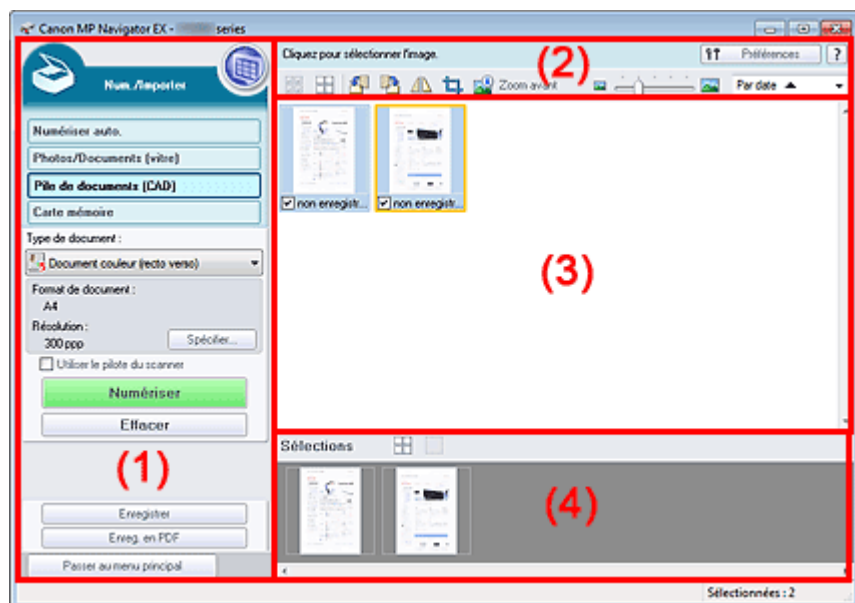 Canon MP Navigator EX - series
Num./Importer
Numériser auto.
Photos/Documents (vitre)
Pile de documents (CAD)
Carte mémoire
Type de document :
Document couleur (recto verso)
Format de document :
A4
Résolution :
300 ppp
Spécifier...
Utiliser le pilote du scanner
Numériser
Effacer
(1)
Enregistrer
Enreg. en PDF
Passer au menu principal
Cliquez pour sélectionner l'image.
(2)
Préférences
?
Zoom avant
Par date
non enregistr...
non enregistr...
(3)
Sélections
(4)
Sélectionnées : 2